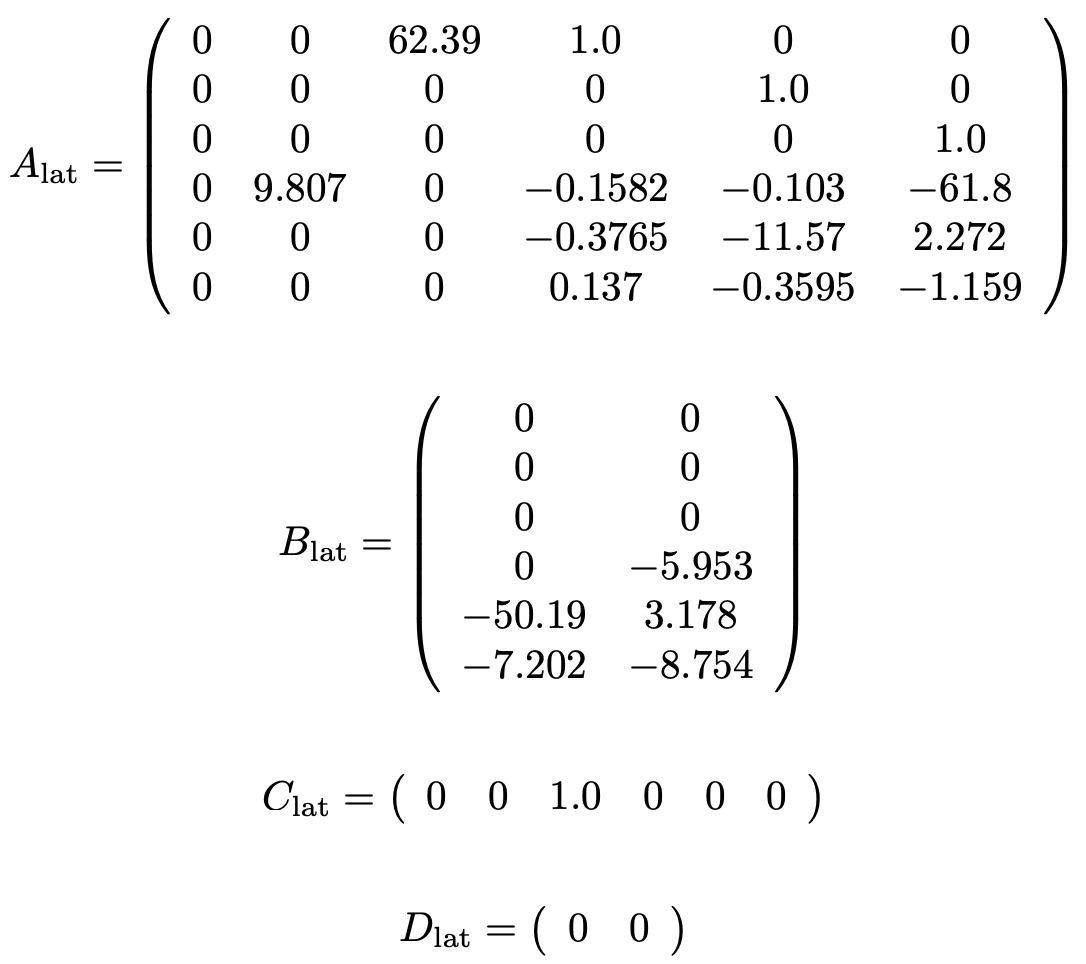 0 0 62.39 1.0 0 0
0 0 0 0 1.0 0
0 0 0 0 0 1.0
A_lat = ( 0 9.807 0 −0.1582 −0.103 −61.8 )
0 0 0 −0.3765 −11.57 2.272
0 0 0 0.137 −0.3595 −1.159
0 0
0 0
0 0
B_lat = ( 0 −5.953 )
−50.19 3.178
−7.202 −8.754
C_lat = ( 0 0 1.0 0 0 0 )
D_lat = ( 0 0 )